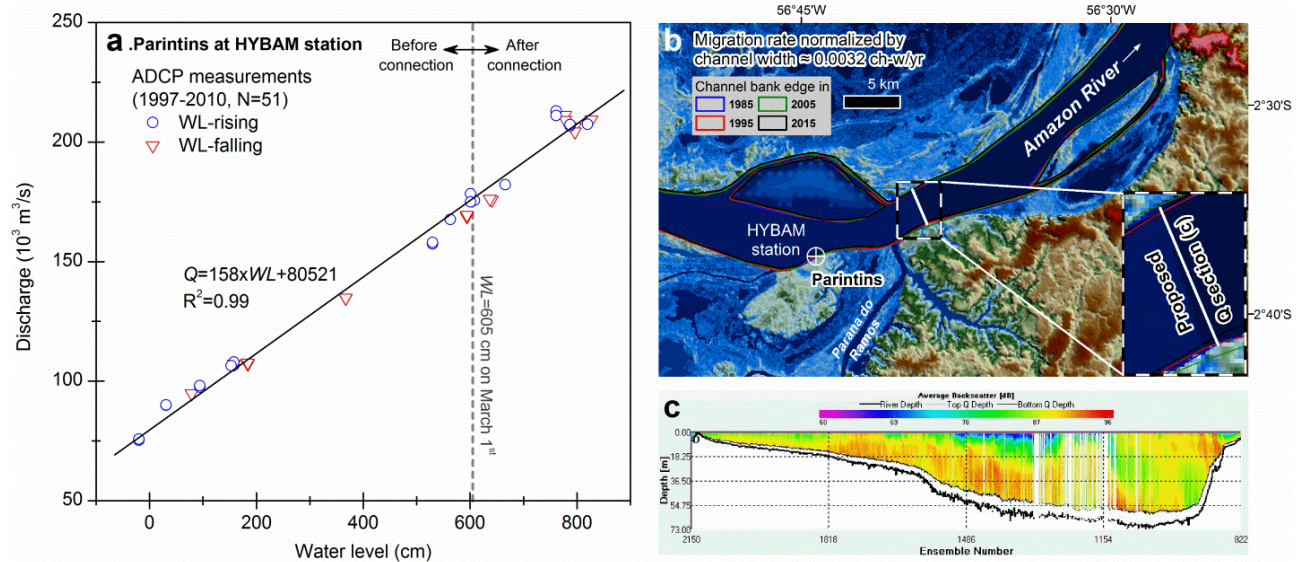 a .Parintins at HYBAM station
Before connection
After connection
ADCP measurements
(1997-2010, N=51)
WL-rising
WL-falling
Q=158xWL+80521
R²=0.99
WL=605 cm on March 1st
Discharge (10³ m³/s)
250
200
150
100
50
0
200
400
600
800
Water level (cm)
56°45'W
56°30'W
b
Migration rate normalized by
channel width ≈ 0.0032 ch-w/yr
Channel bank edge in
1985
2005
1995
2015
5 km
Amazon River
2°30'S
2°40'S
HYBAM
station
Parintins
Parana do
Ramos
Proposed
Q section (c)
c
Average Backscatter [dB]
River Depth
Top Q Depth
Bottom Q Depth
60
69
78
87
96
Depth [m]
0.00
18.25
36.50
54.75
73.00
2150
1818
1486
1154
822
Ensemble Number